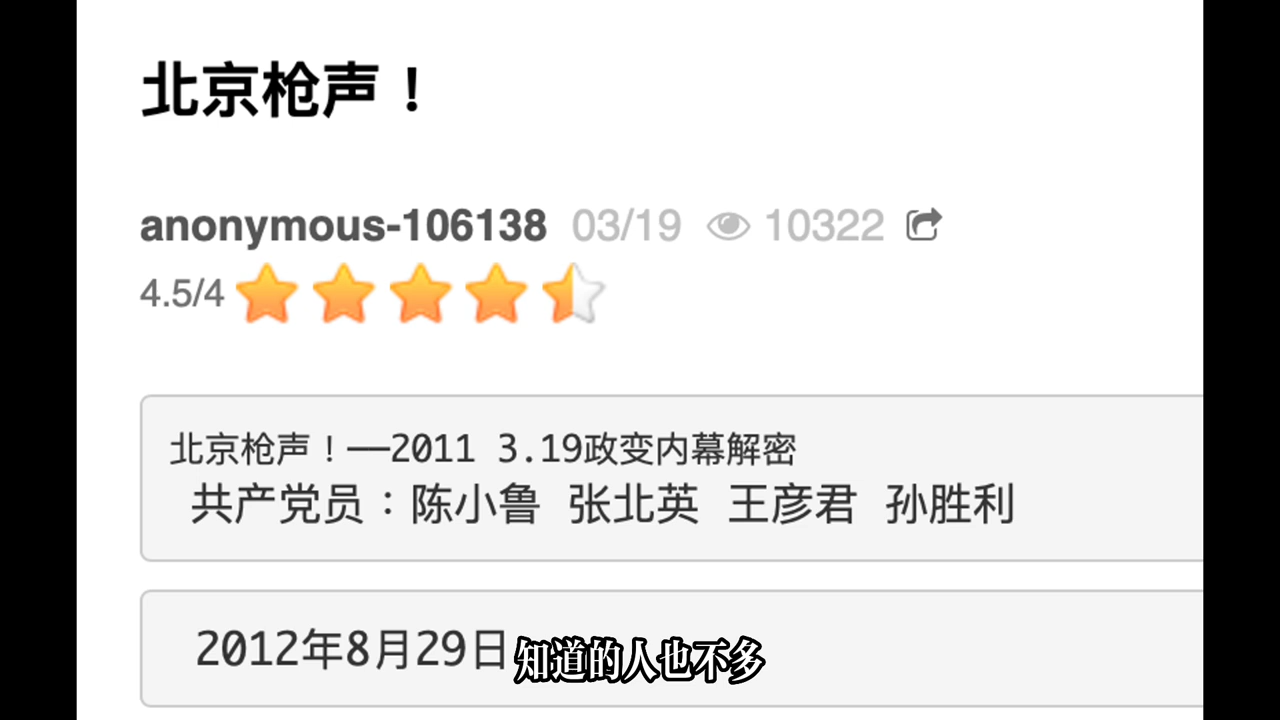 北京枪声！
anonymous-106138 03/19 10322
4.5/4
北京枪声！——2011 3.19政变内幕解密
共产党员：陈小鲁 张北英 王彦君 孙胜利
2012年8月29日
知道的人也不多